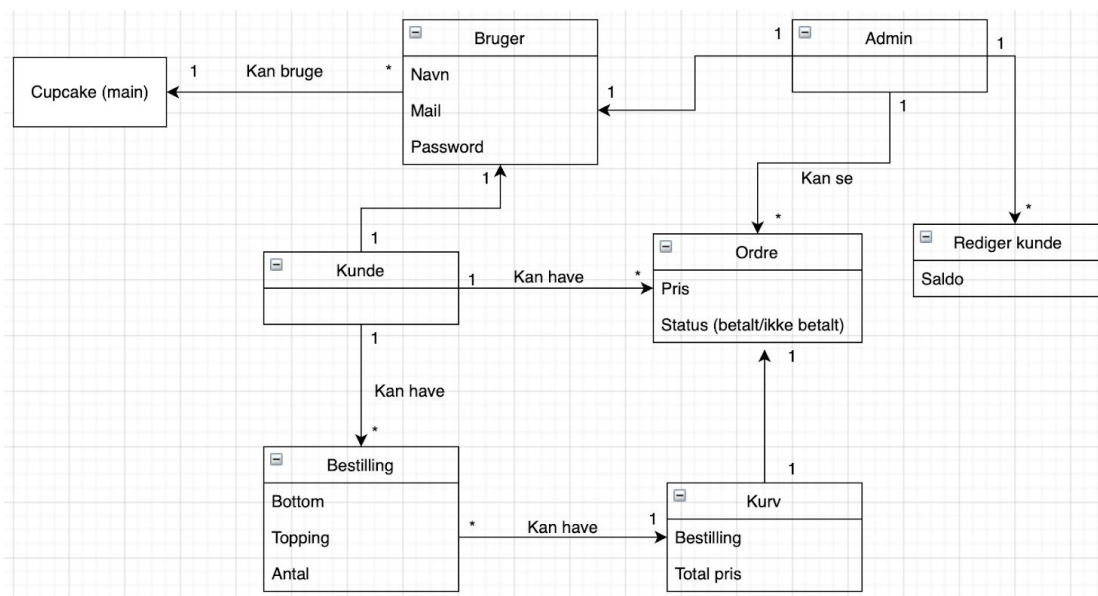 Bruger
Navn
Mail
Password
Admin
Cupcake (main)
1 Kan bruge *
1
1
1
1
1
Kan se
*
*
1
1
Kunde
1 Kan have *
Ordre
Pris
Status (betalt/ikke betalt)
Rediger kunde
Saldo
1
Kan have
*
1
Bestilling
Bottom
Topping
Antal
* Kan have 1
1
Kurv
Bestilling
Total pris